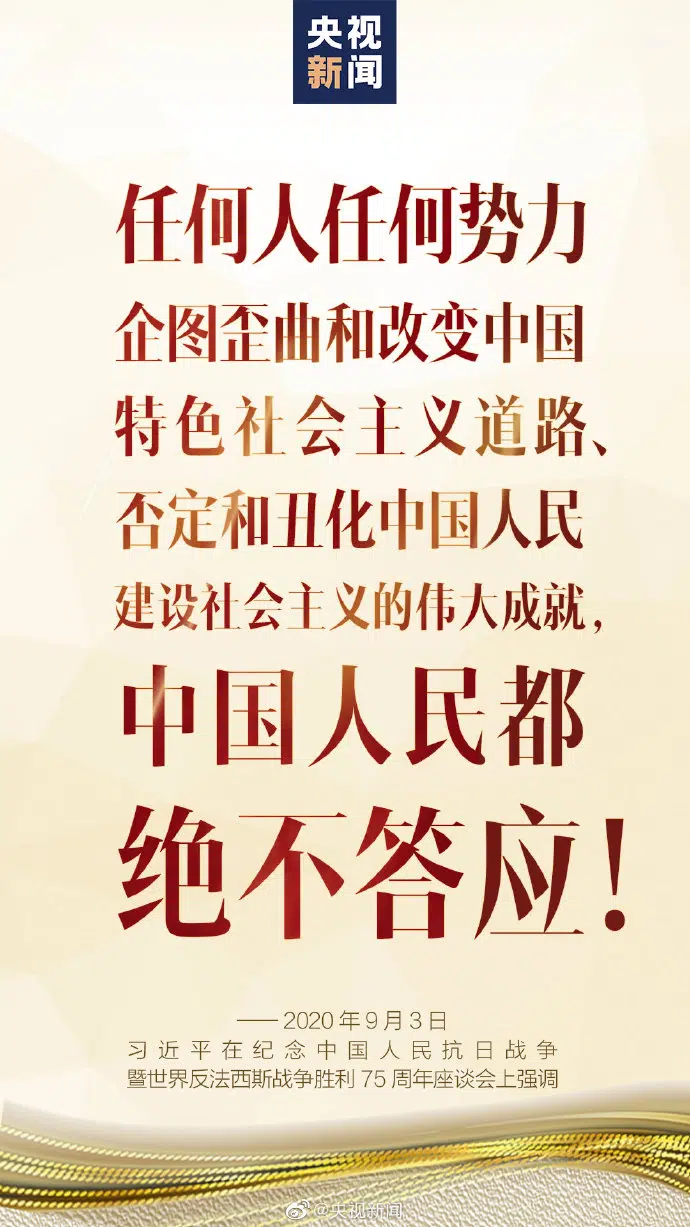 央视
新闻
任何人任何势力
企图歪曲和改变中国
特色社会主义道路、
否定和丑化中国人民
建设社会主义的伟大成就，
中国人民都
绝不答应！
——2020年9月3日
习近平在纪念中国人民抗日战争
暨世界反法西斯战争胜利75周年座谈会上强调
@央视新闻